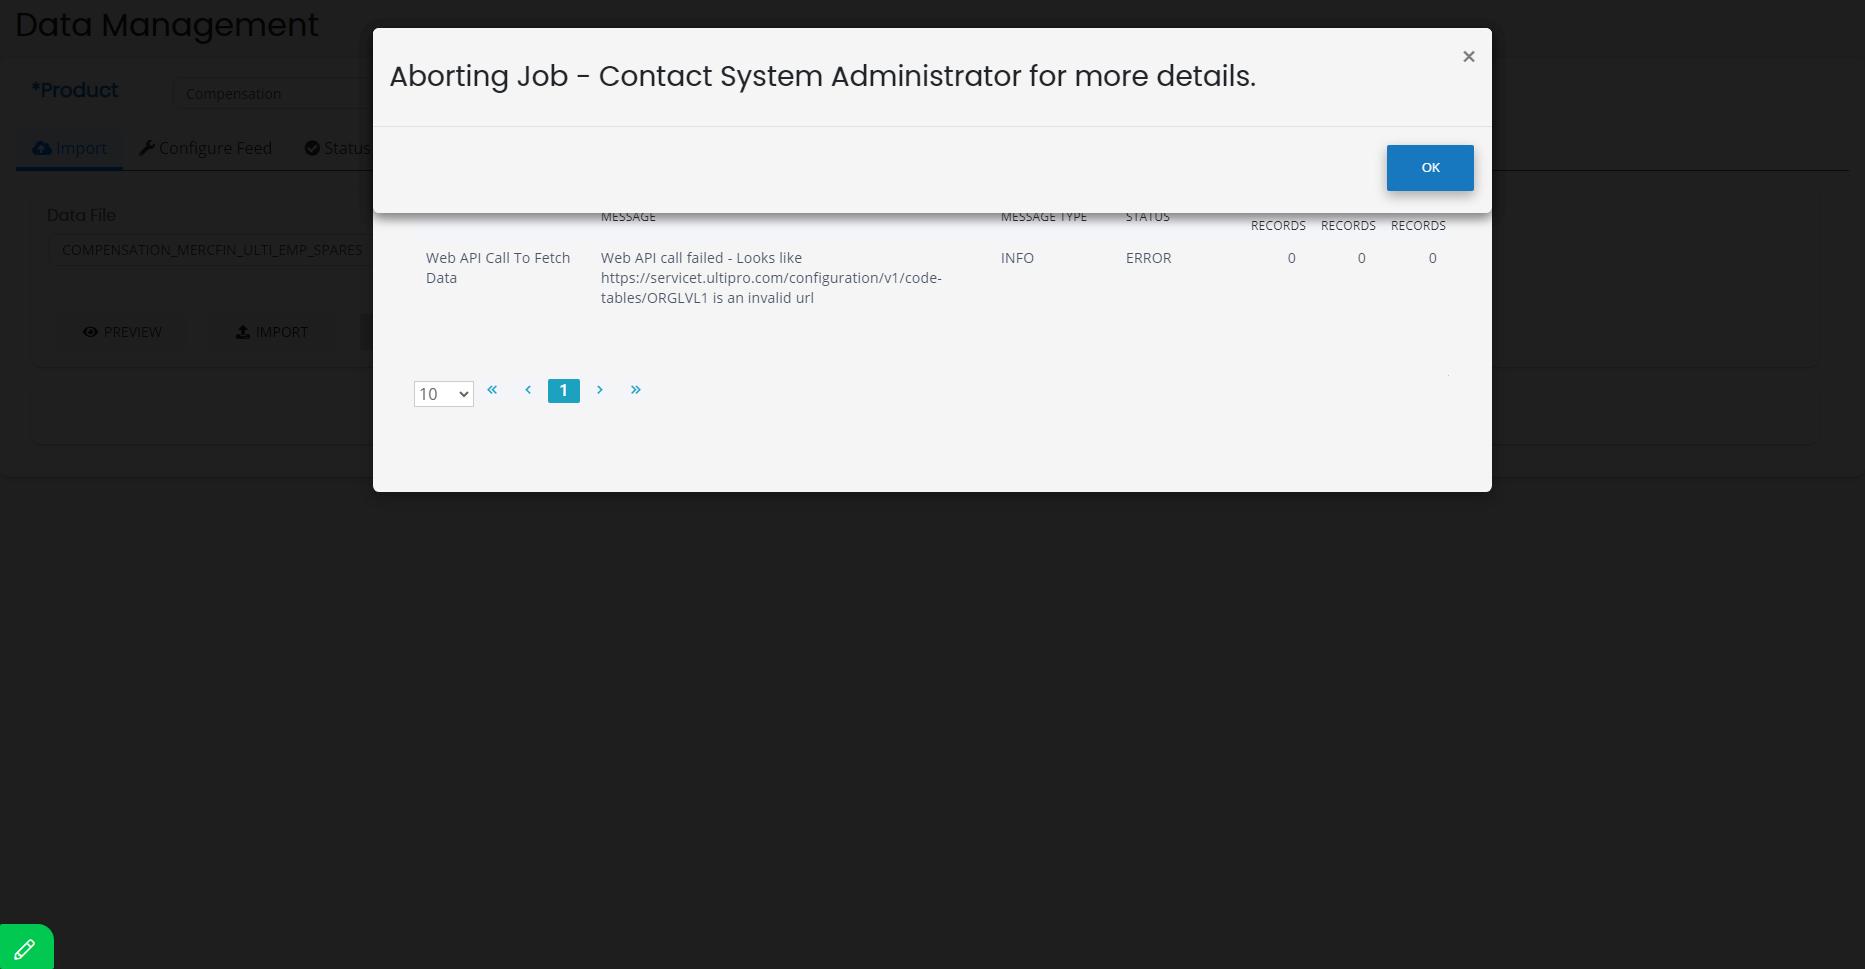 Data Management
Aborting Job - Contact System Administrator for more details.
×
*Product
Compensation
Import
Configure Feed
Status
OK
Data File
MESSAGE
MESSAGE TYPE
STATUS
RECORDS
RECORDS
RECORDS
COMPENSATION_MERCFIN_ULTI_EMP_SPARES
Web API Call To Fetch
Data
Web API call failed - Looks like
https://servicet.ultipro.com/configuration/v1/code-
tables/ORGLVL1 is an invalid url
INFO
ERROR
0
0
0
PREVIEW
IMPORT
10
«
‹
1
›
»